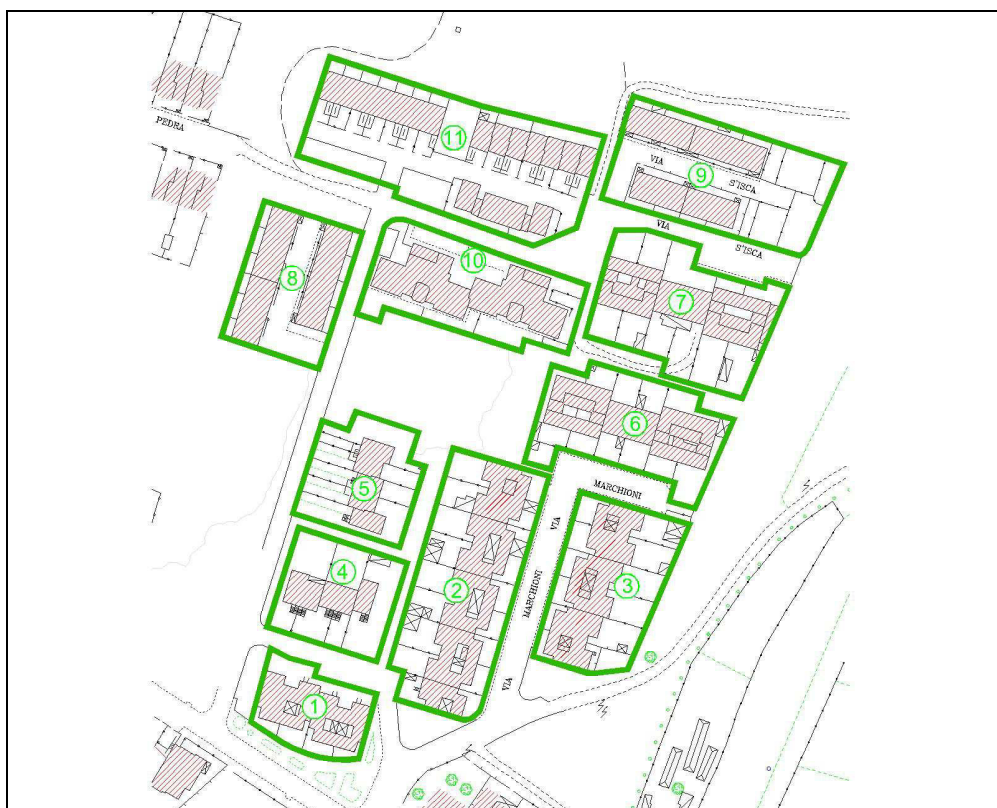 PEDRA
11
VIA
S'ISCA
9
VIA
S'ISCA
10
8
7
6
MARCHIONI
5
VIA
4
2
3
MARCHIONI
VIA
1